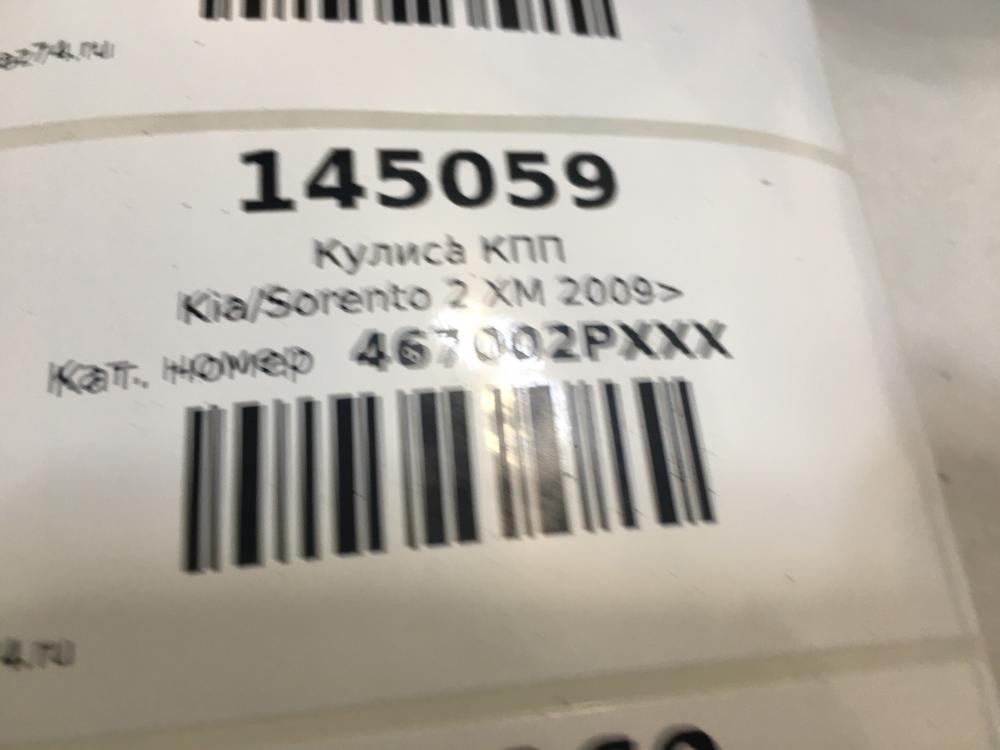 145059
Кулиса КПП
Kia/Sorento 2 XM 2009>
Кат. номер 467002PXXX